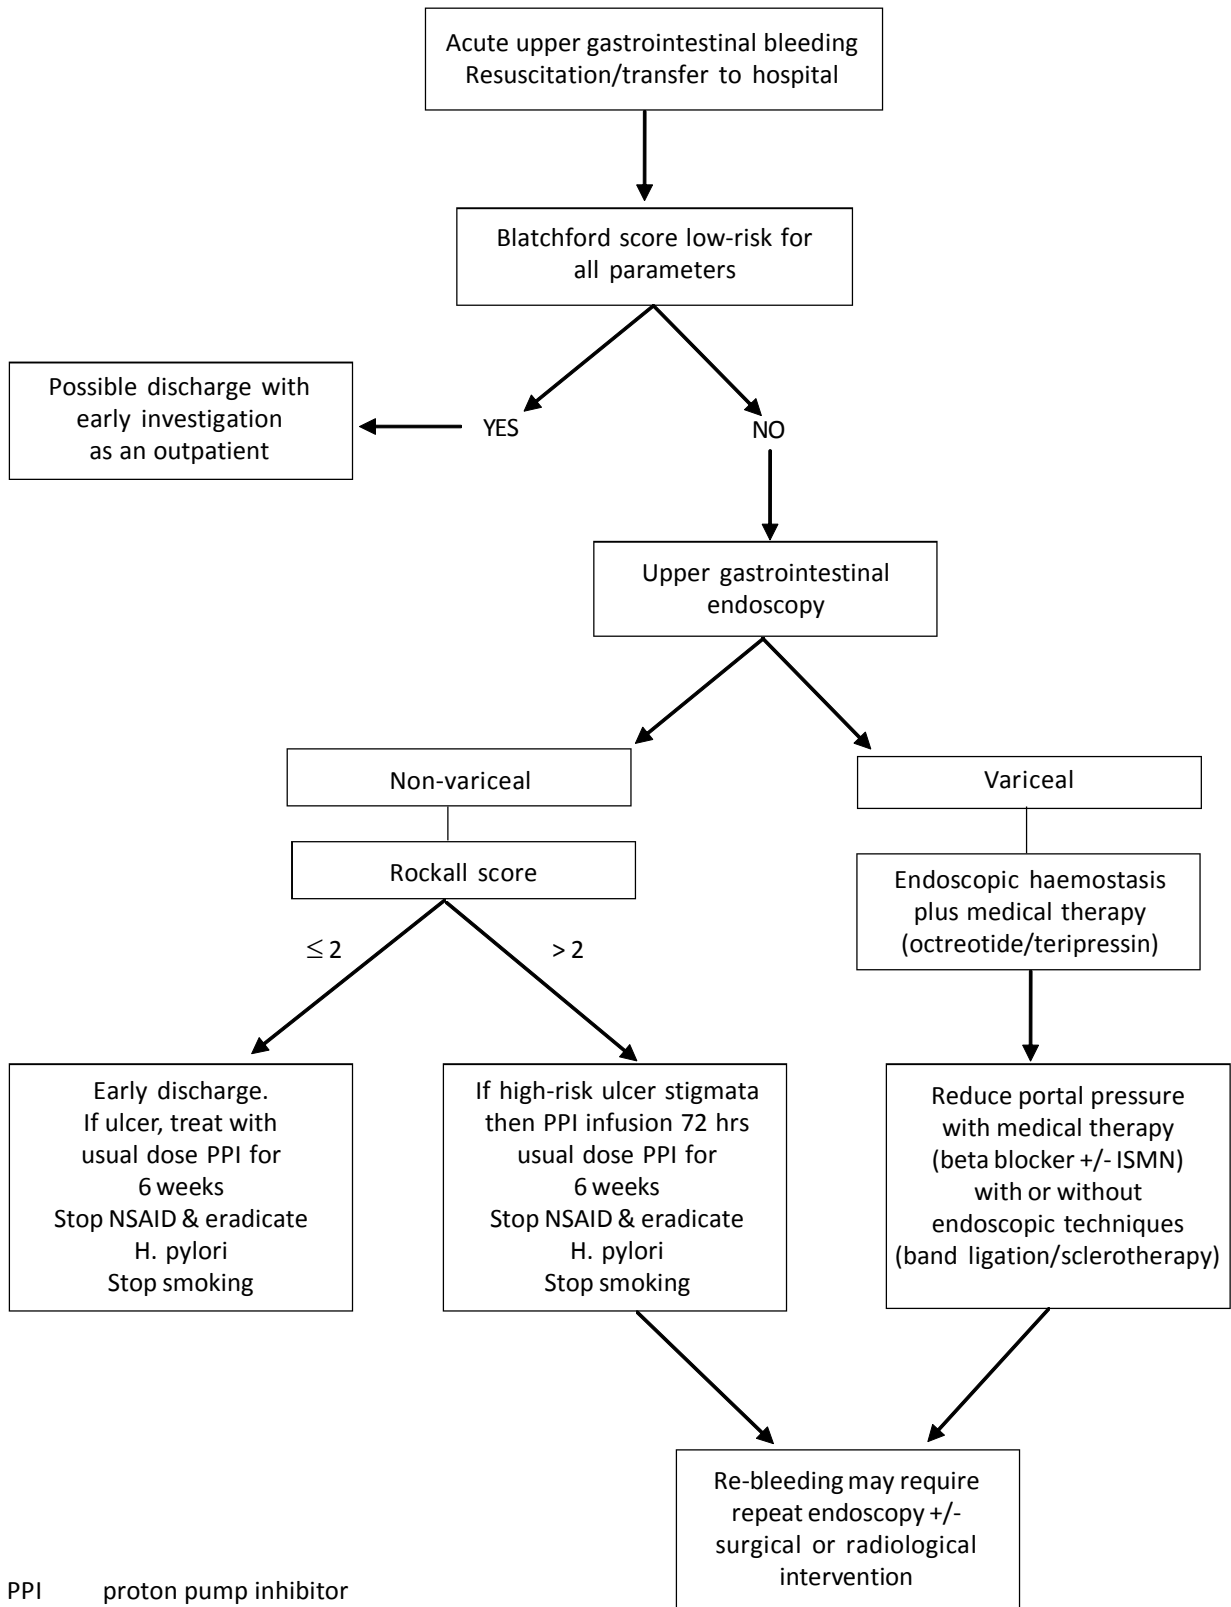 Acute upper gastrointestinal bleeding
Resuscitation/transfer to hospital
Blatchford score low-risk for
all parameters
Possible discharge with
early investigation
as an outpatient
YES
NO
Upper gastrointestinal
endoscopy
Non-variceal
Variceal
Rockall score
Endoscopic haemostasis
plus medical therapy
(octreotide/teripressin)
≤ 2
> 2
Early discharge.
If ulcer, treat with
usual dose PPI for
6 weeks
Stop NSAID & eradicate
H. pylori
Stop smoking
If high-risk ulcer stigmata
then PPI infusion 72 hrs
usual dose PPI for
6 weeks
Stop NSAID & eradicate
H. pylori
Stop smoking
Reduce portal pressure
with medical therapy
(beta blocker +/- ISMN)
with or without
endoscopic techniques
(band ligation/sclerotherapy)
Re-bleeding may require
repeat endoscopy +/-
surgical or radiological
intervention
PPI proton pump inhibitor